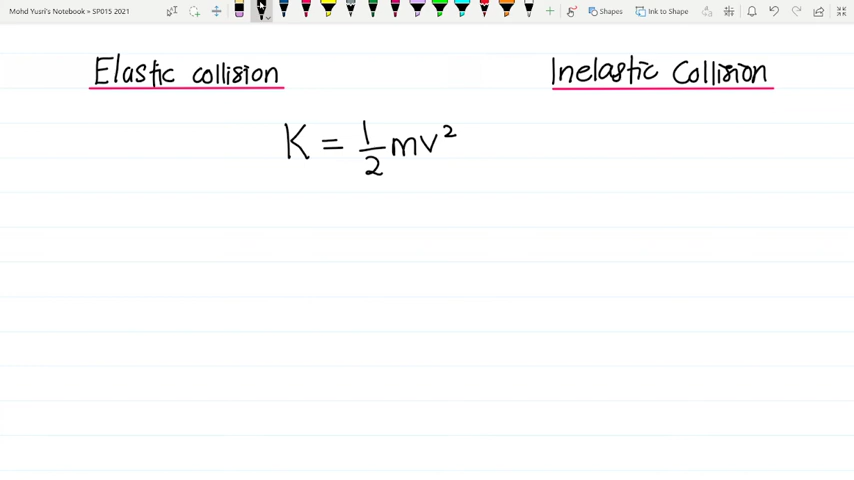 Mohd Yusri's Notebook > SP015 2021
Shapes
Ink to Shape
Elastic collision
Inelastic Collision
K = 1/2 mv²